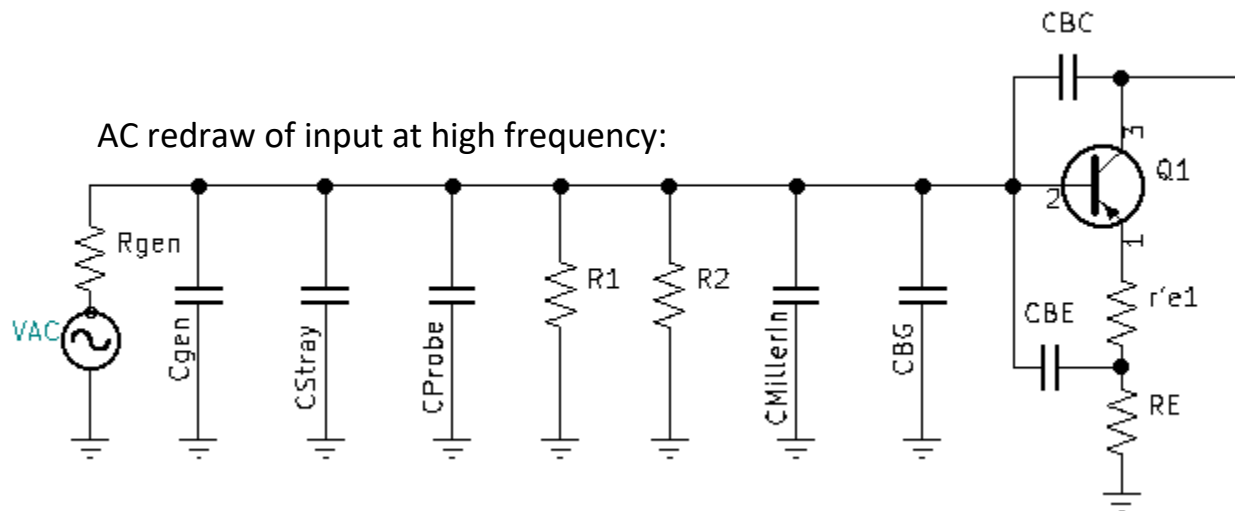 CBC
AC redraw of input at high frequency:
3
Q1
2
1
Rgen
R1
R2
r'e1
CBE
VAC
Cgen
CStray
CProbe
CMillerIn
CBG
RE